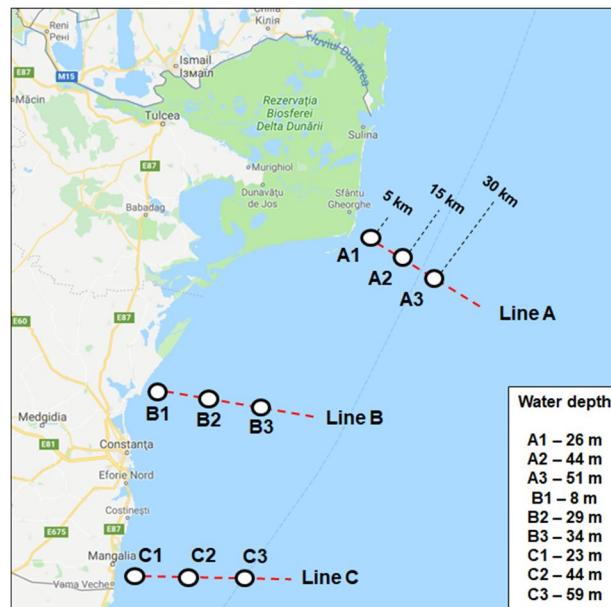 Chilia
Кілія
Reni
Рені
Ismail
Ізмаїл
Fluviul Dunărea
M15
E87
Măcin
Tulcea
Rezervația
Biosferei
Delta Dunării
Sulina
E87
Murighiol
Dunavățu
de Jos
Sfântu
Gheorghe
Babadag
5 km
15 km
30 km
A1
A2
A3
Line A
E60
E87
B1
B2
B3
Line B
Medgidia
E81
Constanța
Eforie Nord
Costinești
E87
E675
Mangalia
Vama Veche
C1
C2
C3
Line C
Water depth
A1 – 26 m
A2 – 44 m
A3 – 51 m
B1 – 8 m
B2 – 29 m
B3 – 34 m
C1 – 23 m
C2 – 44 m
C3 – 59 m